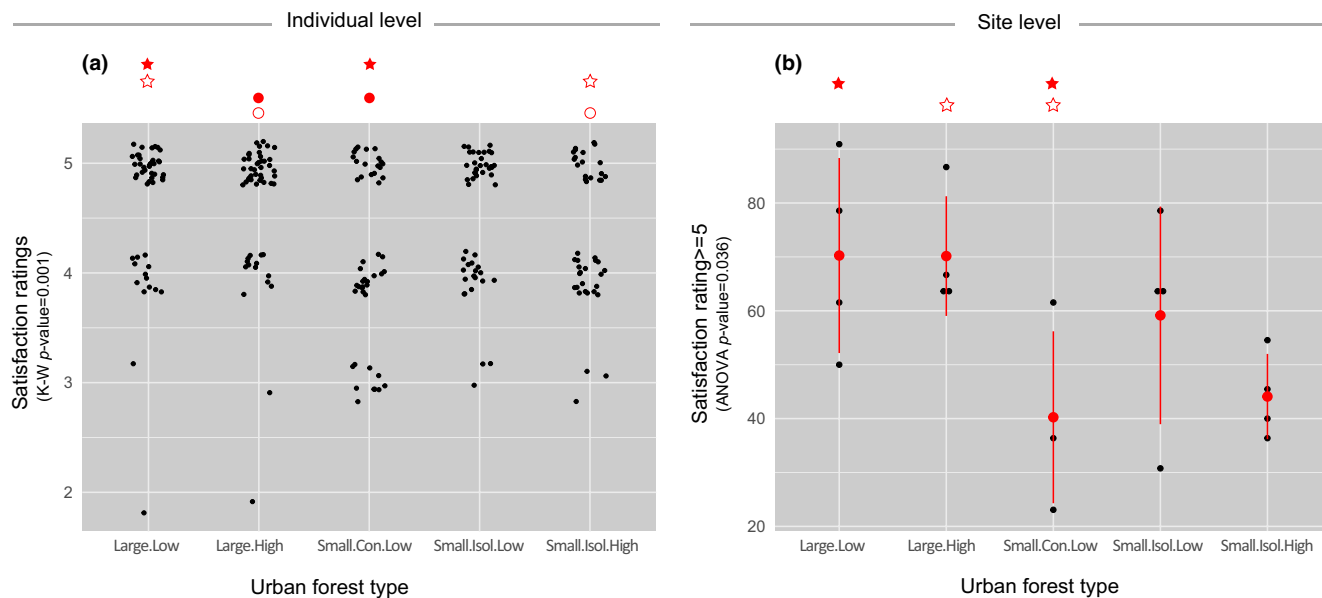 Individual level
Site level
(a)
(b)
Satisfaction ratings
(K-W p-value=0.001)
5
4
3
2
Large.Low
Large.High
Small.Con.Low
Small.Isol.Low
Small.Isol.High
Urban forest type
Satisfaction rating>=5
(ANOVA p-value=0.036)
80
60
40
20
Large.Low
Large.High
Small.Con.Low
Small.Isol.Low
Small.Isol.High
Urban forest type